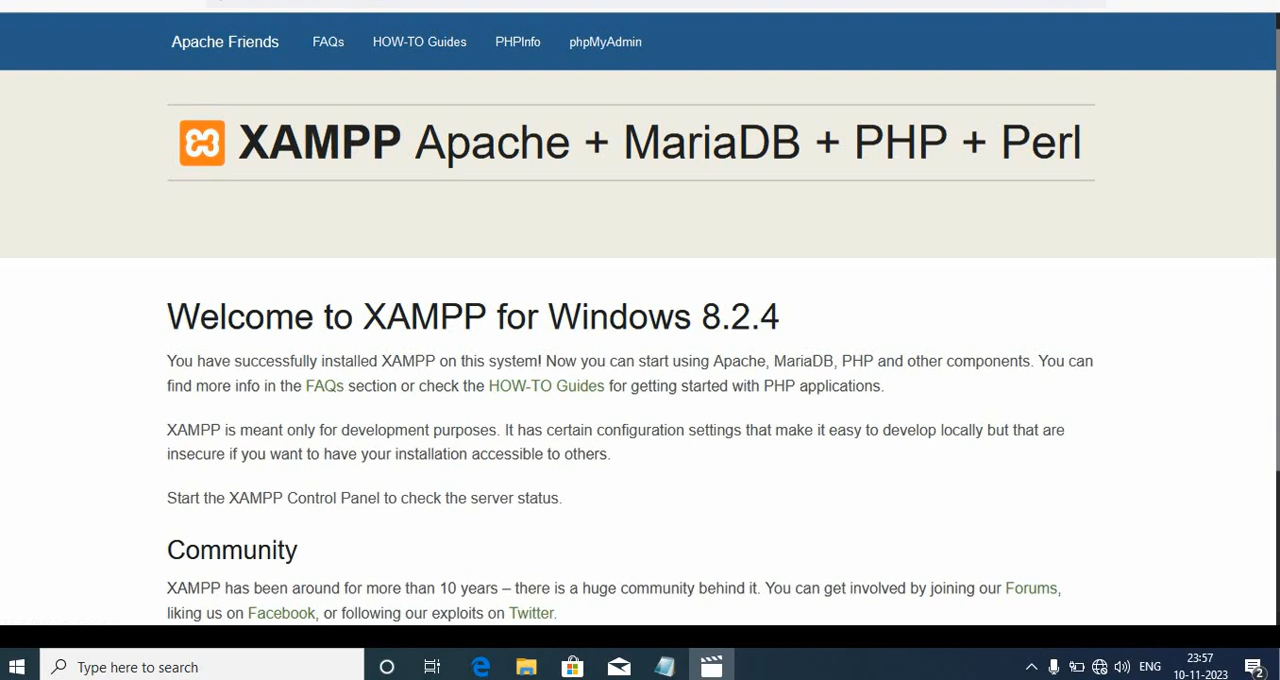 Apache Friends FAQs HOW-TO Guides PHPInfo phpMyAdmin
XAMPP Apache + MariaDB + PHP + Perl
Welcome to XAMPP for Windows 8.2.4
You have successfully installed XAMPP on this system! Now you can start using Apache, MariaDB, PHP and other components. You can
find more info in the FAQs section or check the HOW-TO Guides for getting started with PHP applications.
XAMPP is meant only for development purposes. It has certain configuration settings that make it easy to develop locally but that are
insecure if you want to have your installation accessible to others.
Start the XAMPP Control Panel to check the server status.
Community
XAMPP has been around for more than 10 years – there is a huge community behind it. You can get involved by joining our Forums,
liking us on Facebook, or following our exploits on Twitter.
Type here to search
ENG
23:57
10-11-2023
2